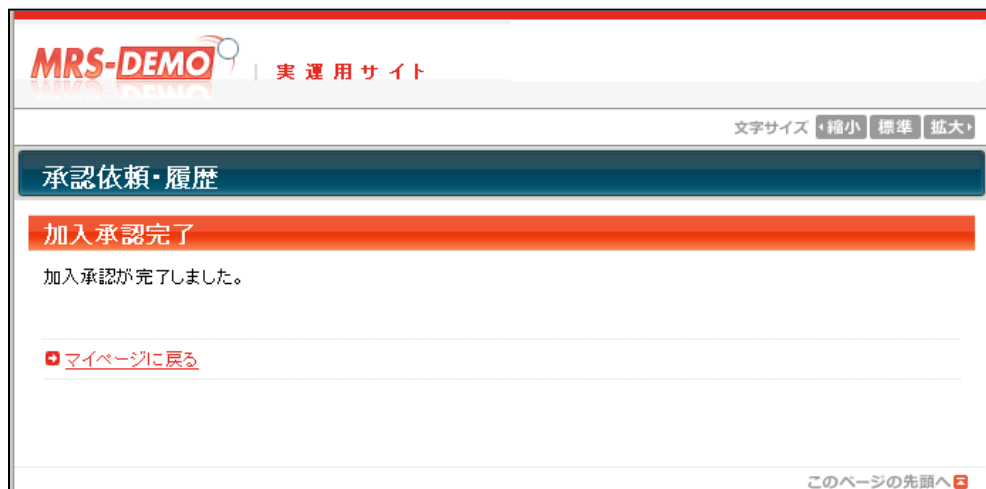 MRS-DEMO | 実運用サイト
文字サイズ 縮小 標準 拡大
承認依頼・履歴
加入承認完了
加入承認が完了しました。
マイページに戻る
このページの先頭へ